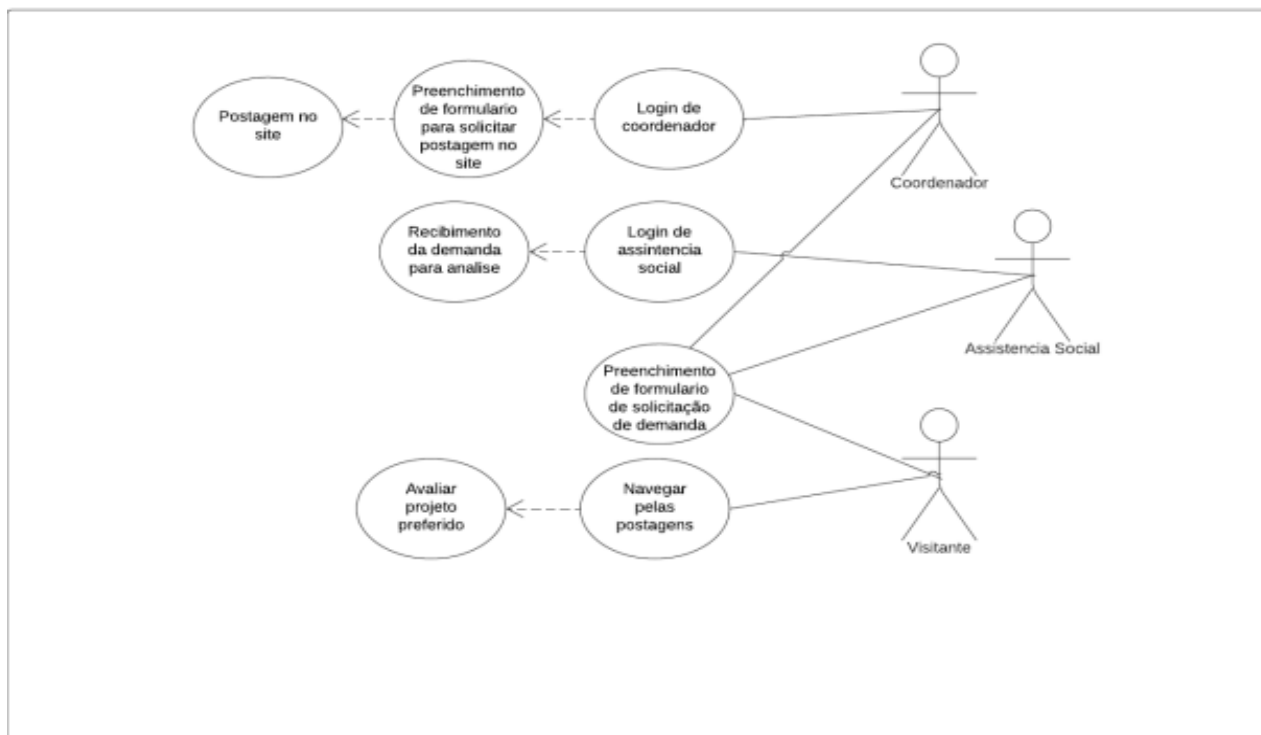 Postagem no
site
Preenchimento
de formulario
para solicitar
postagem no
site
Login de
coordenador
Coordenador
Recibimento
da demanda
para analise
Login de
assintencia
social
Assistencia Social
Preenchimento
de formulario
de solicitação
de demanda
Avaliar
projeto
preferido
Navegar
pelas
postagens
Visitante